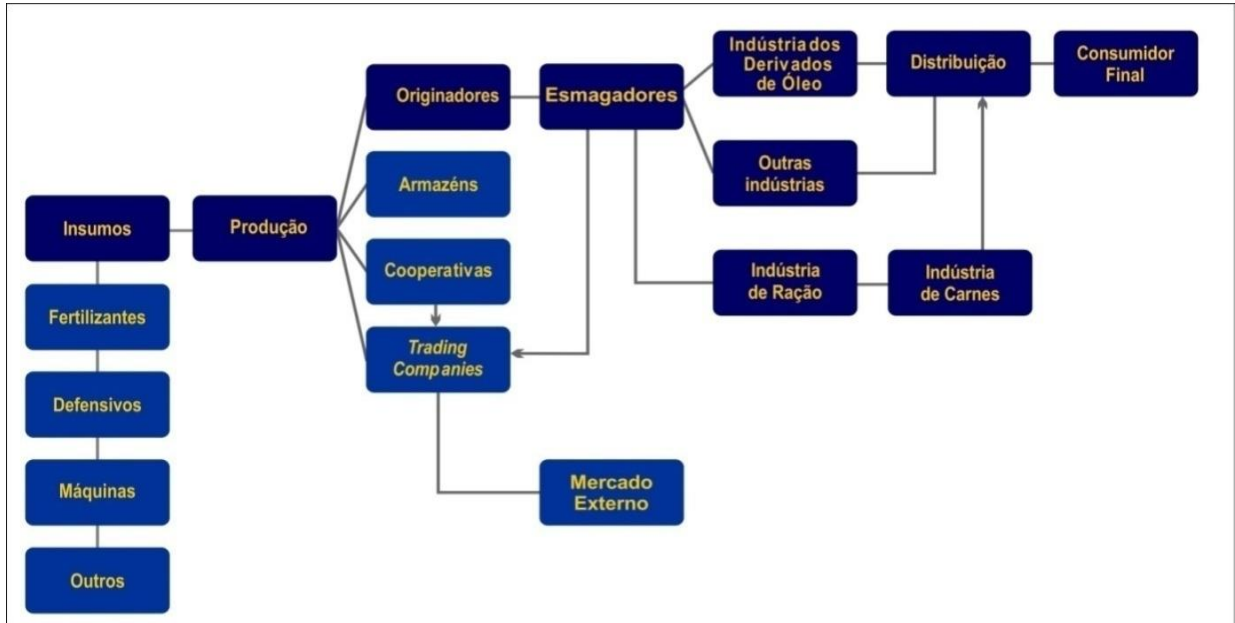 Insumos
Fertilizantes
Defensivos
Máquinas
Outros
Produção
Originadores
Armazéns
Cooperativas
Trading
Companies
Esmagadores
Mercado
Externo
Indústria dos
Derivados
de Óleo
Outras
indústrias
Indústria
de Ração
Distribuição
Indústria
de Carnes
Consumidor
Final